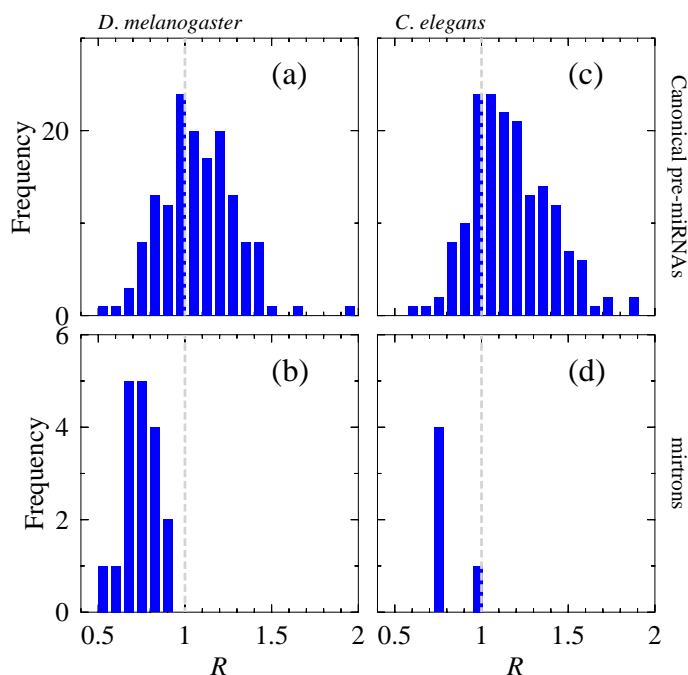 D. melanogaster
C. elegans
(a)
(c)
Frequency
20
0
Canonical pre-miRNAs
(b)
(d)
Frequency
6
4
2
0
mirtrons
0.5 1 1.5 2
0.5 1 1.5 2
R
R